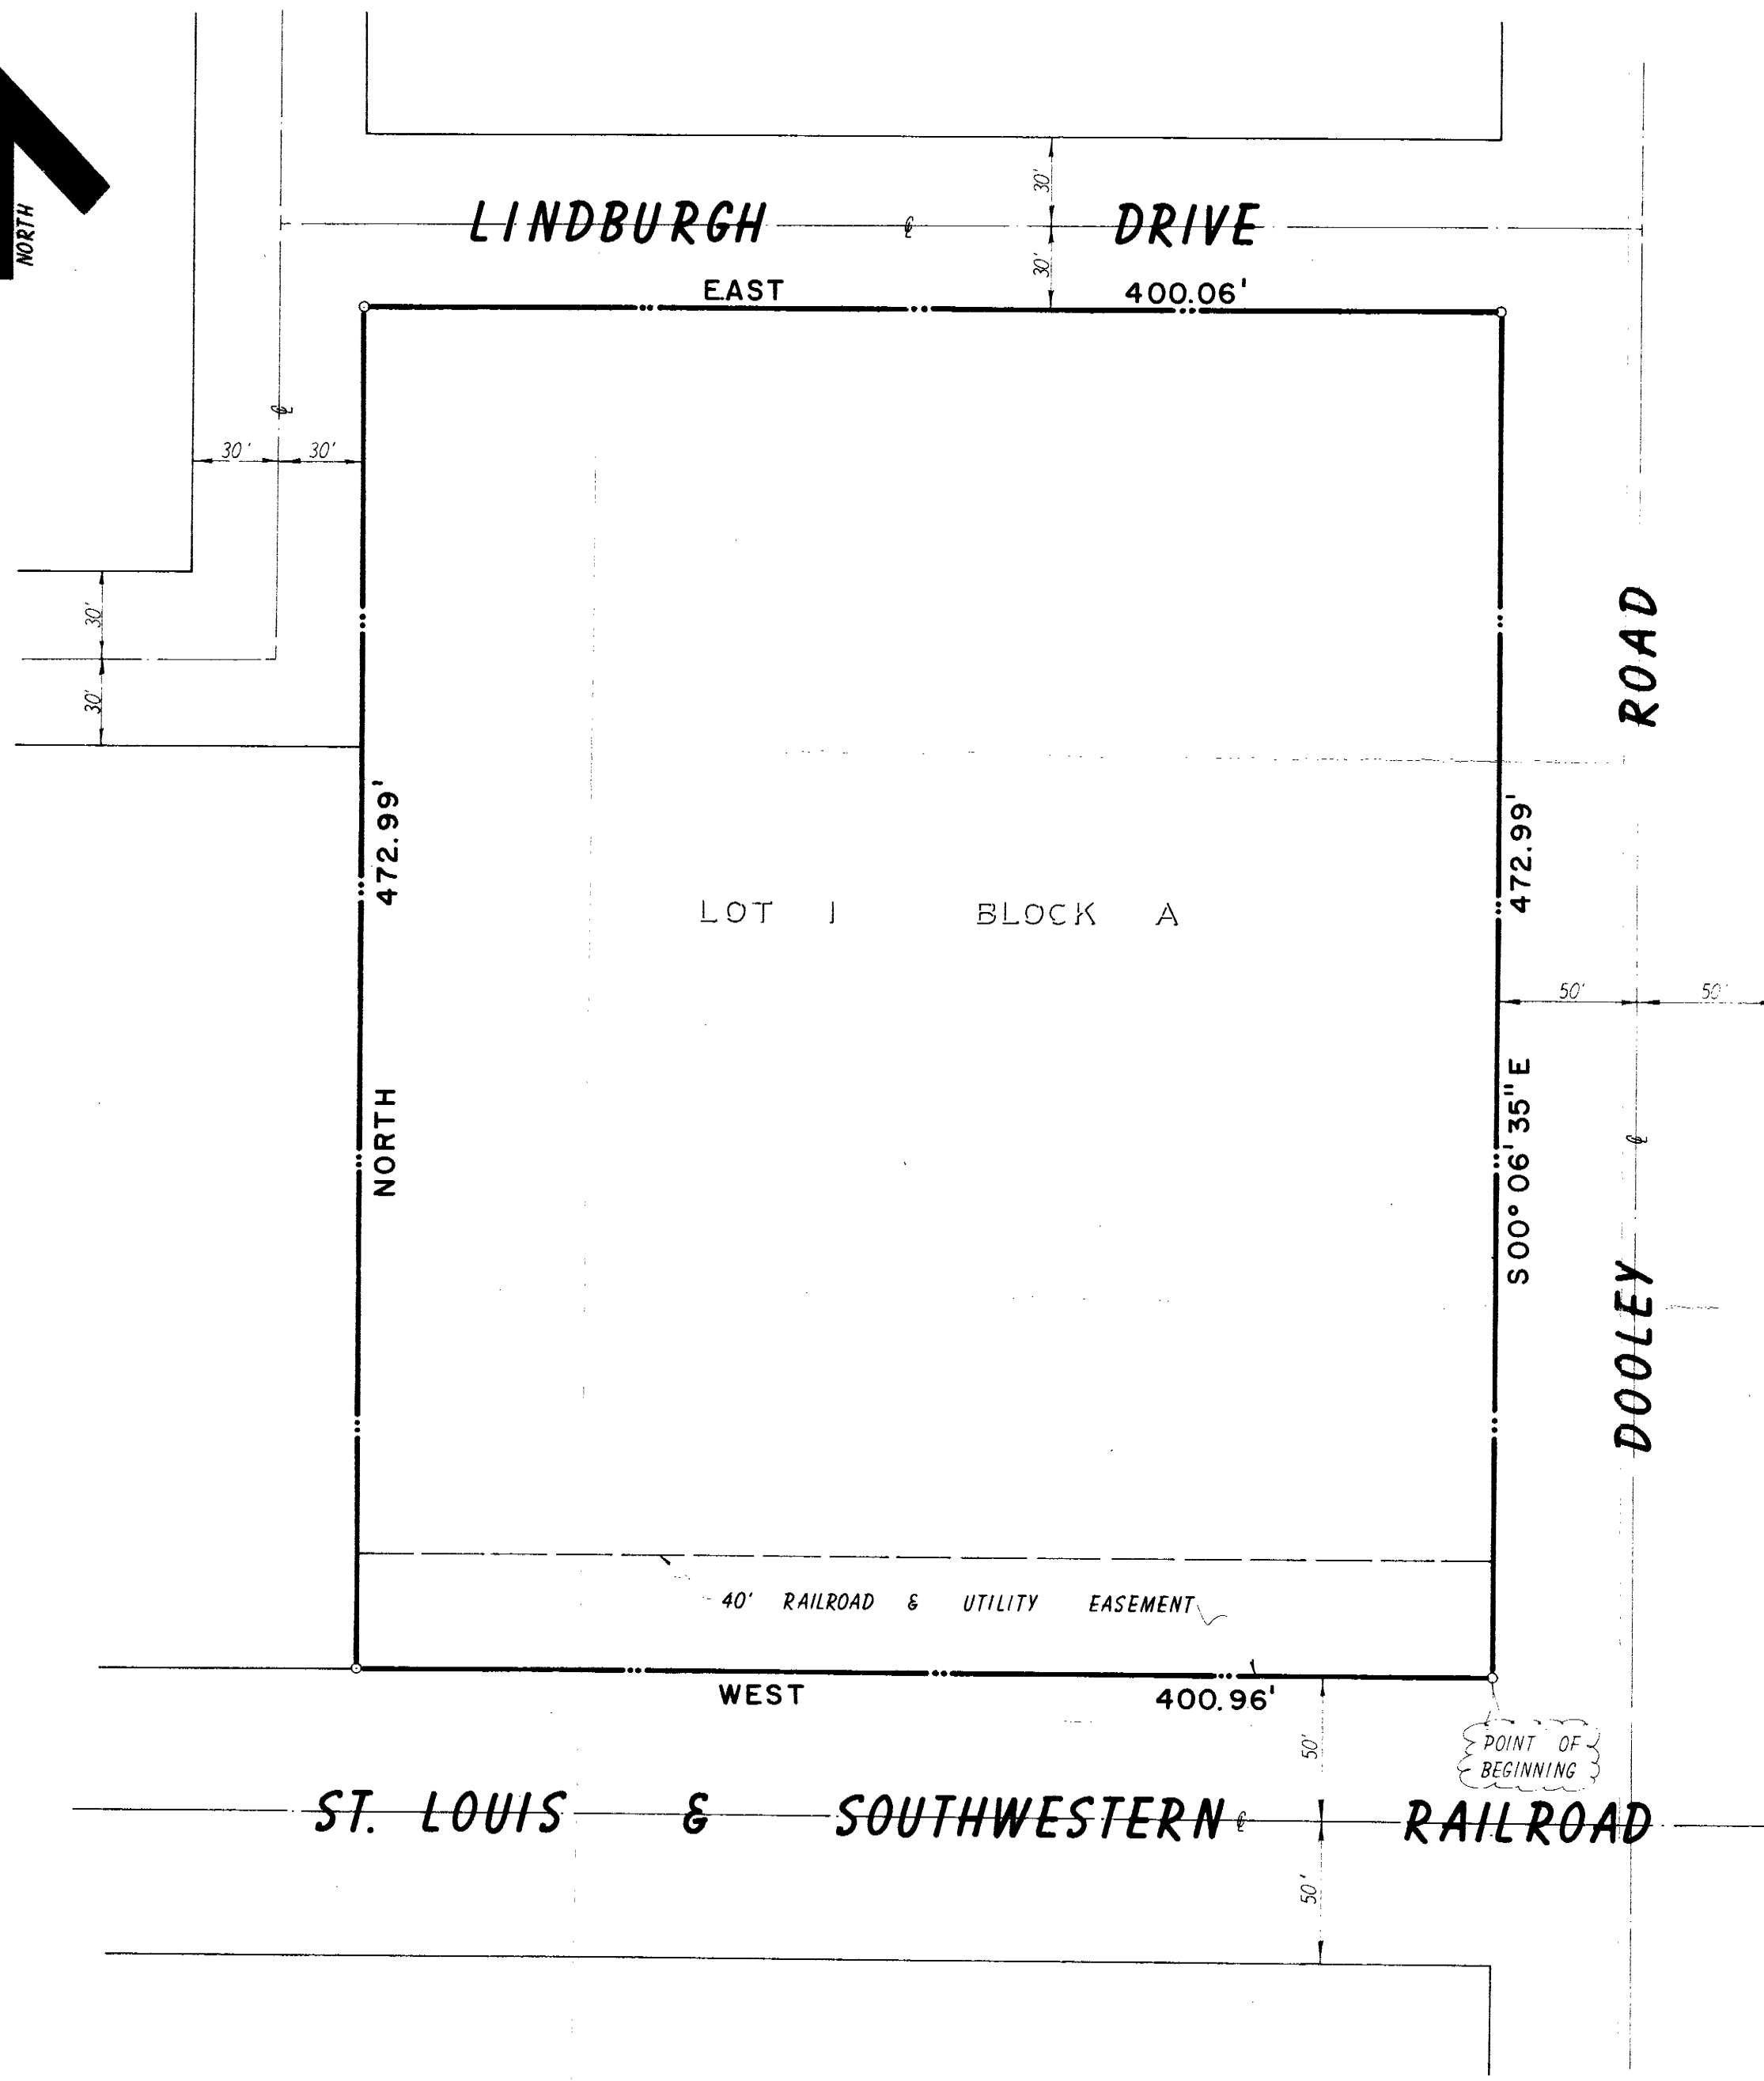 NORTH
30'
LINDBURGH ℄ DRIVE
30'
EAST 400.06'
℄
30' 30'
30'
30'
ROAD
472.99'
472.99'
LOT 1 BLOCK A
50' 50'
NORTH
S 00° 06' 35" E
℄
DOOLEY
40' RAILROAD & UTILITY EASEMENT
WEST 400.96'
50'
POINT OF
BEGINNING
ST. LOUIS & SOUTHWESTERN ℄ RAILROAD
50'